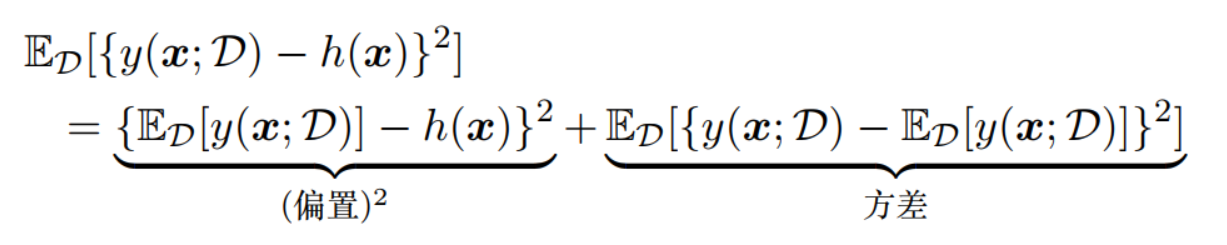 𝔼_𝒟[{y(𝒙; 𝒟) − h(𝒙)}²]
= {𝔼_𝒟[y(𝒙; 𝒟)] − h(𝒙)}² + 𝔼_𝒟[{y(𝒙; 𝒟) − 𝔼_𝒟[y(𝒙; 𝒟)]}²]
(偏置)² 方差